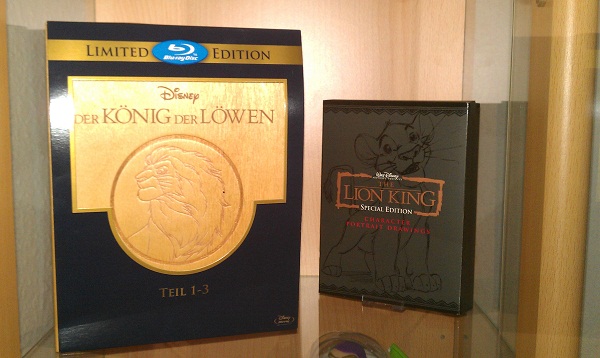 LIMITED Blu-ray Disc EDITION
DISNEY
DER KÖNIG DER LÖWEN
TEIL 1-3
WALT DISNEY
THE
LION KING
SPECIAL EDITION
CHARACTER
PORTRAIT DRAWINGS